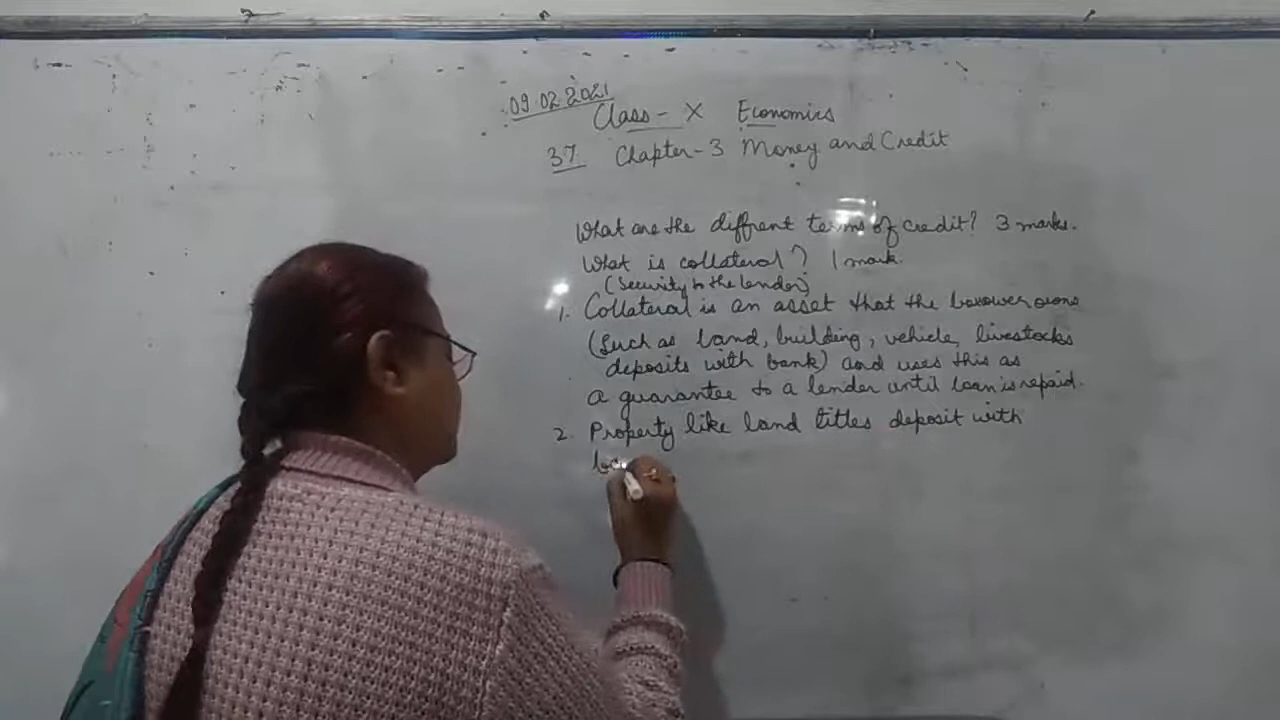 09.02.2021
Class - X Economics
37. Chapter-3 Money and Credit
What are the diffrent terms of credit? 3 marks.
What is collateral? 1 mark.
(Security to the lender)
1. Collateral is an asset that the borrower owns
(Such as land, building, vehicle, livestocks
deposits with bank) and uses this as
a guarantee to a lender until loan is repaid.
2. Property like land titles deposit with